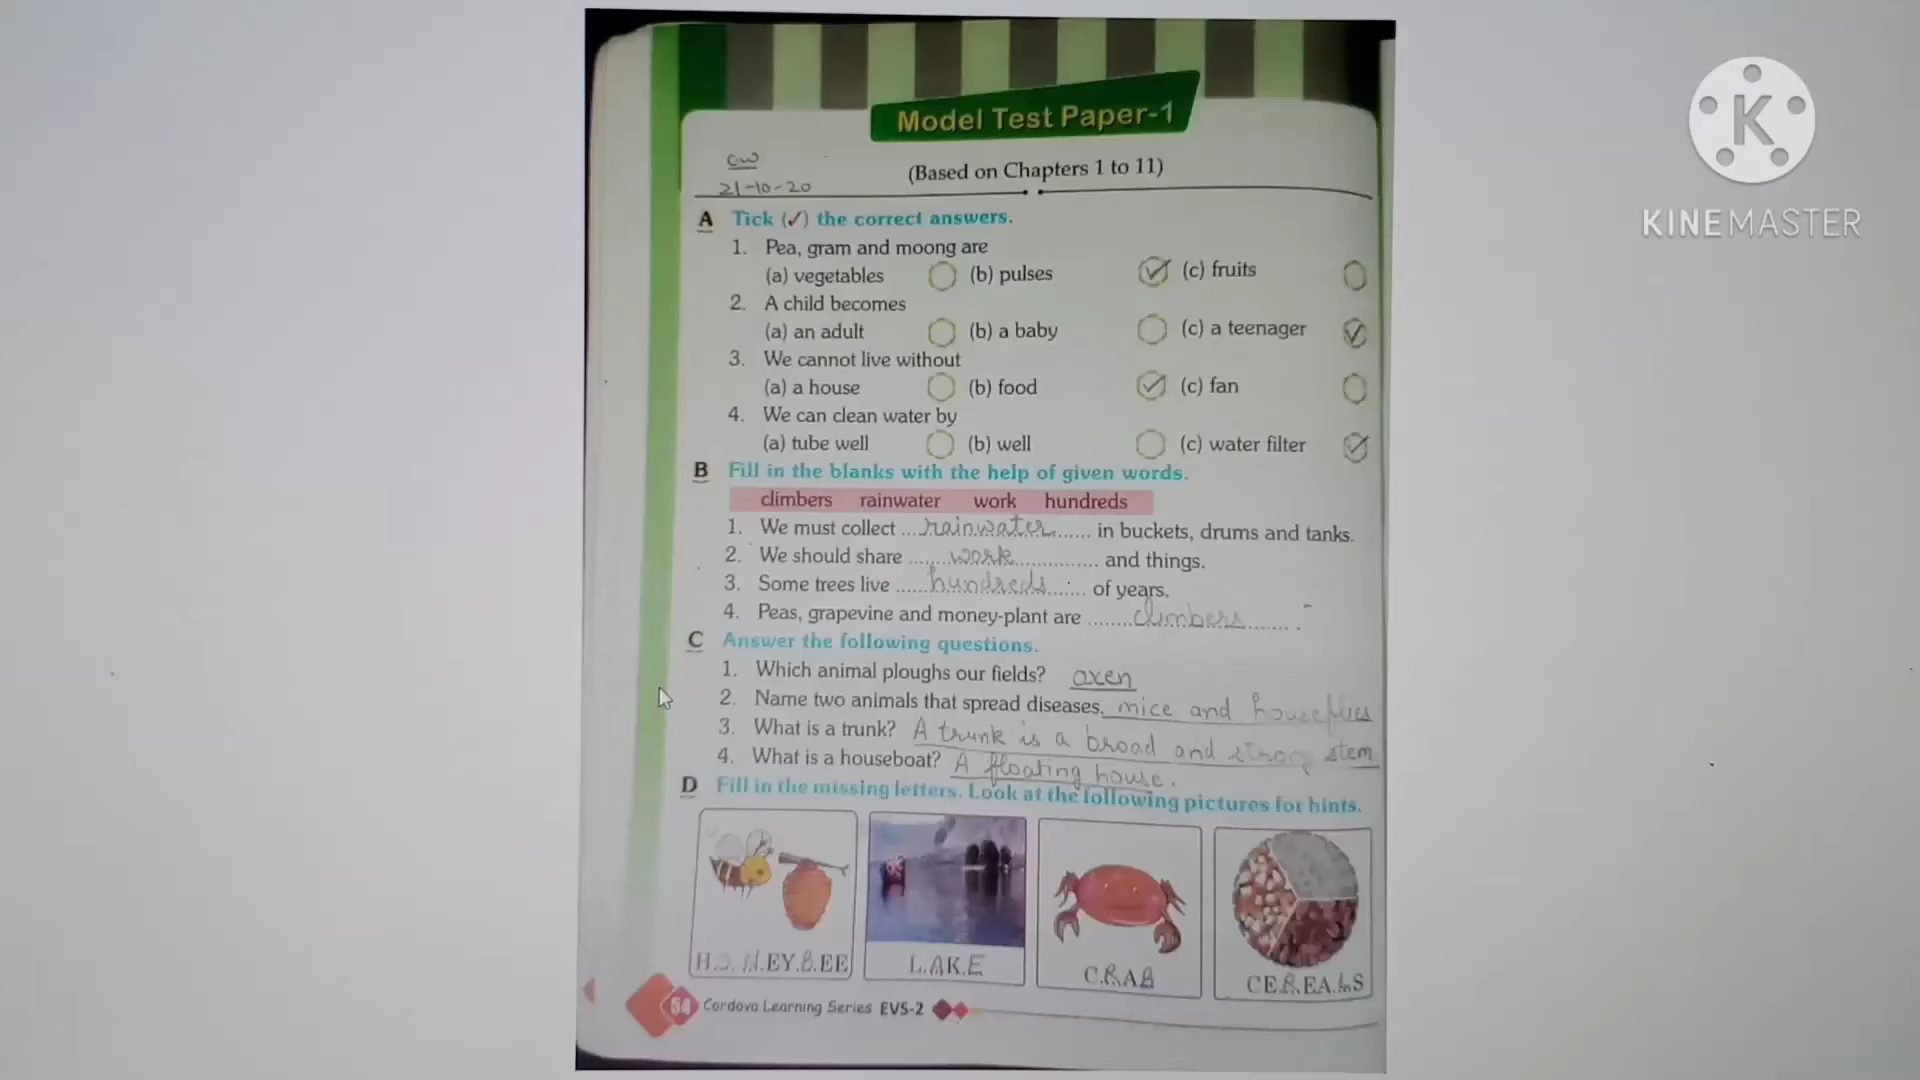 Model Test Paper-1
CW
21-10-20
(Based on Chapters 1 to 11)
K
KINEMASTER
A Tick (✓) the correct answers.
1. Pea, gram and moong are
(a) vegetables (b) pulses ✓ (c) fruits
2. A child becomes
(a) an adult (b) a baby (c) a teenager ✓
3. We cannot live without
(a) a house (b) food ✓ (c) fan
4. We can clean water by
(a) tube well (b) well (c) water filter ✓
B Fill in the blanks with the help of given words.
climbers rainwater work hundreds
1. We must collect ...rainwater...... in buckets, drums and tanks.
2. We should share ......work............... and things.
3. Some trees live ......hundreds...... of years.
4. Peas, grapevine and money-plant are .......climbers....... .
C Answer the following questions.
1. Which animal ploughs our fields? oxen
2. Name two animals that spread diseases. mice and houseflies
3. What is a trunk? A trunk is a broad and strong stem
4. What is a houseboat? A floating house.
D Fill in the missing letters. Look at the following pictures for hints.
H.O.N.EY.B.EE L.A.K.E C.R.AB CE.R.EA.L.S
54 Cordova Learning Series EVS-2